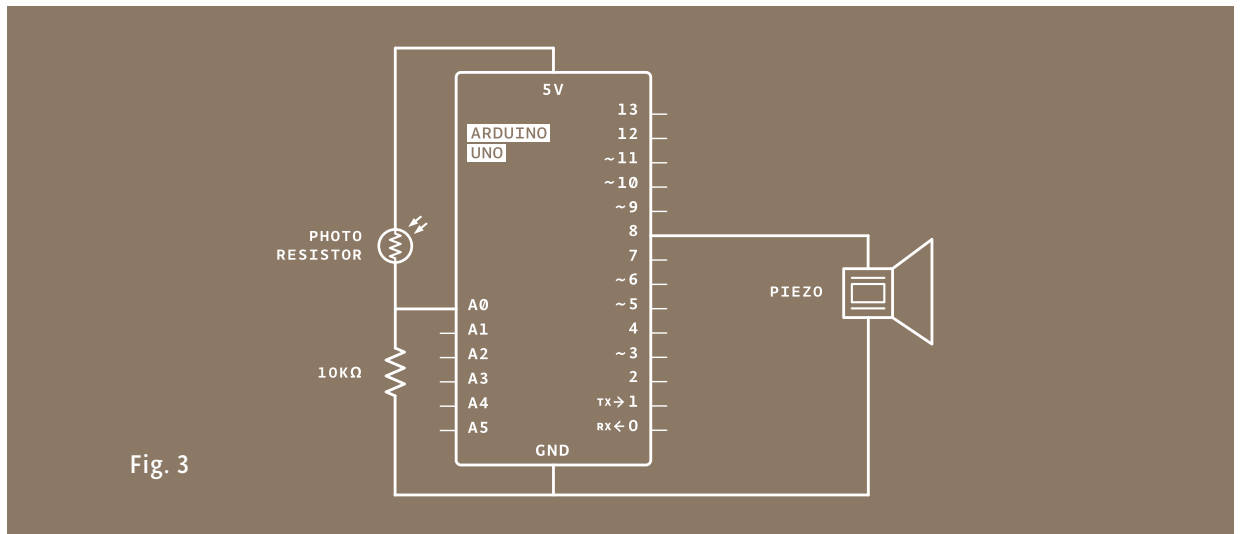 5V
ARDUINO
UNO
13
12
~11
~10
~9
8
7
~6
~5
4
~3
2
TX→1
RX←0
PHOTO
RESISTOR
A0
A1
A2
A3
A4
A5
10KΩ
GND
PIEZO
Fig. 3